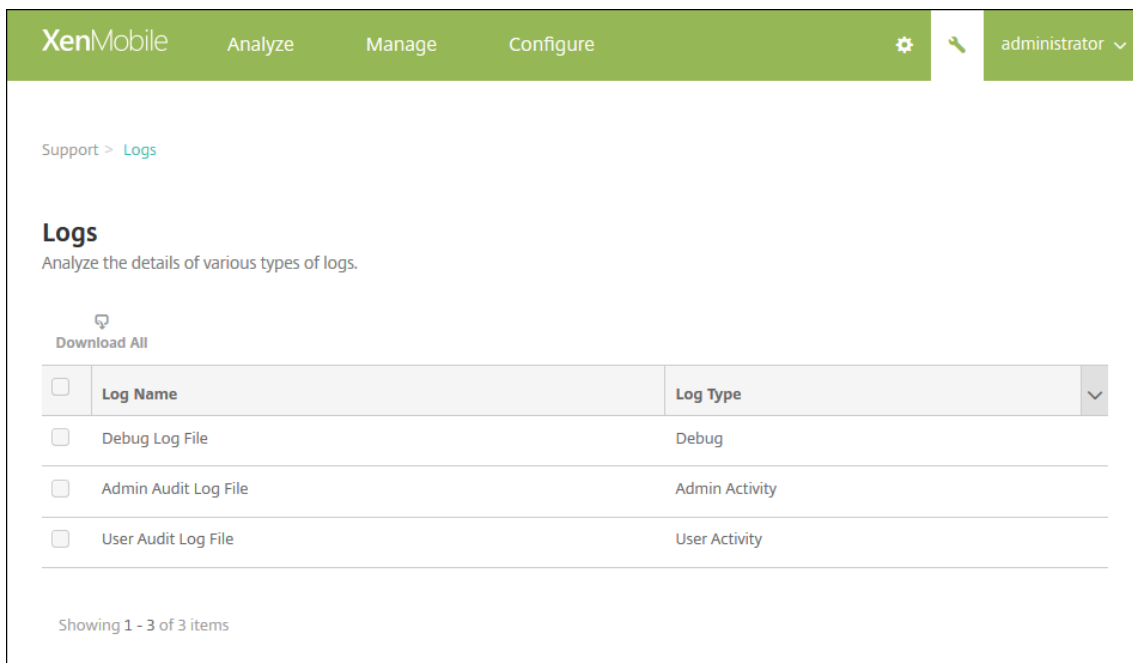 XenMobile Analyze Manage Configure administrator
Support > Logs
Logs
Analyze the details of various types of logs.
Download All
Log Name Log Type
Debug Log File Debug
Admin Audit Log File Admin Activity
User Audit Log File User Activity
Showing 1 - 3 of 3 items